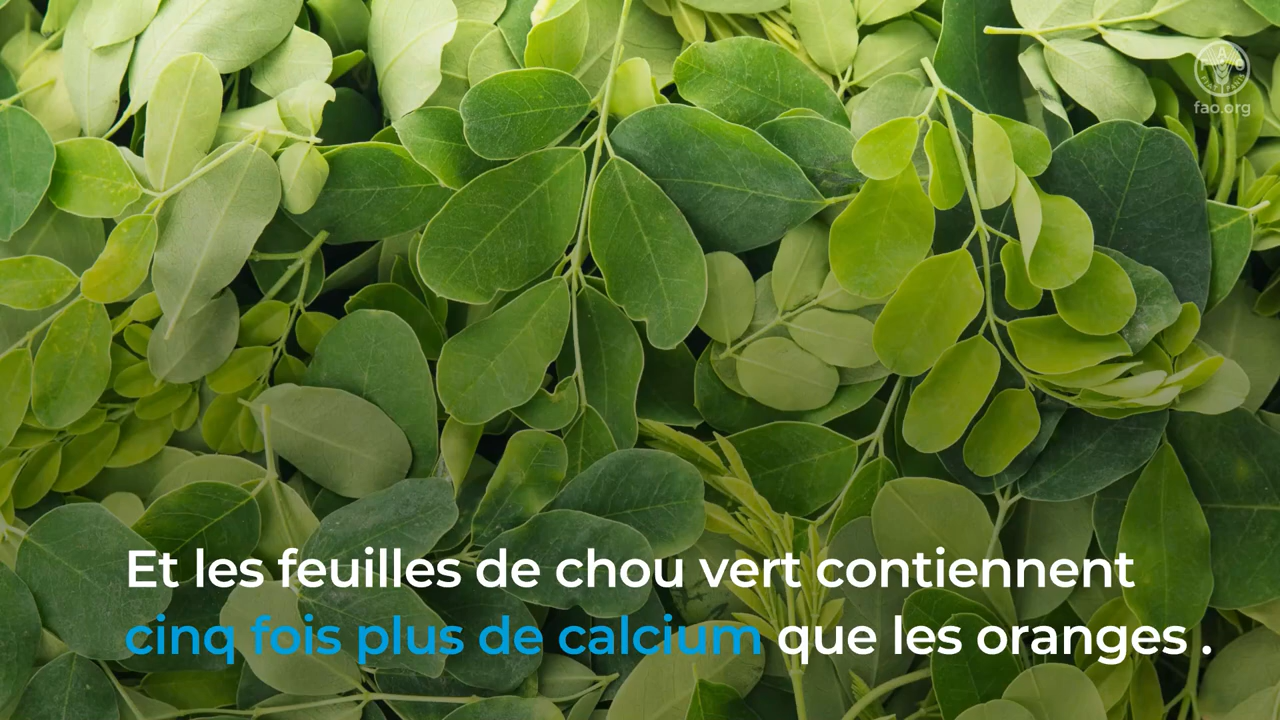 fao.org
Et les feuilles de chou vert contiennent
cinq fois plus de calcium que les oranges .